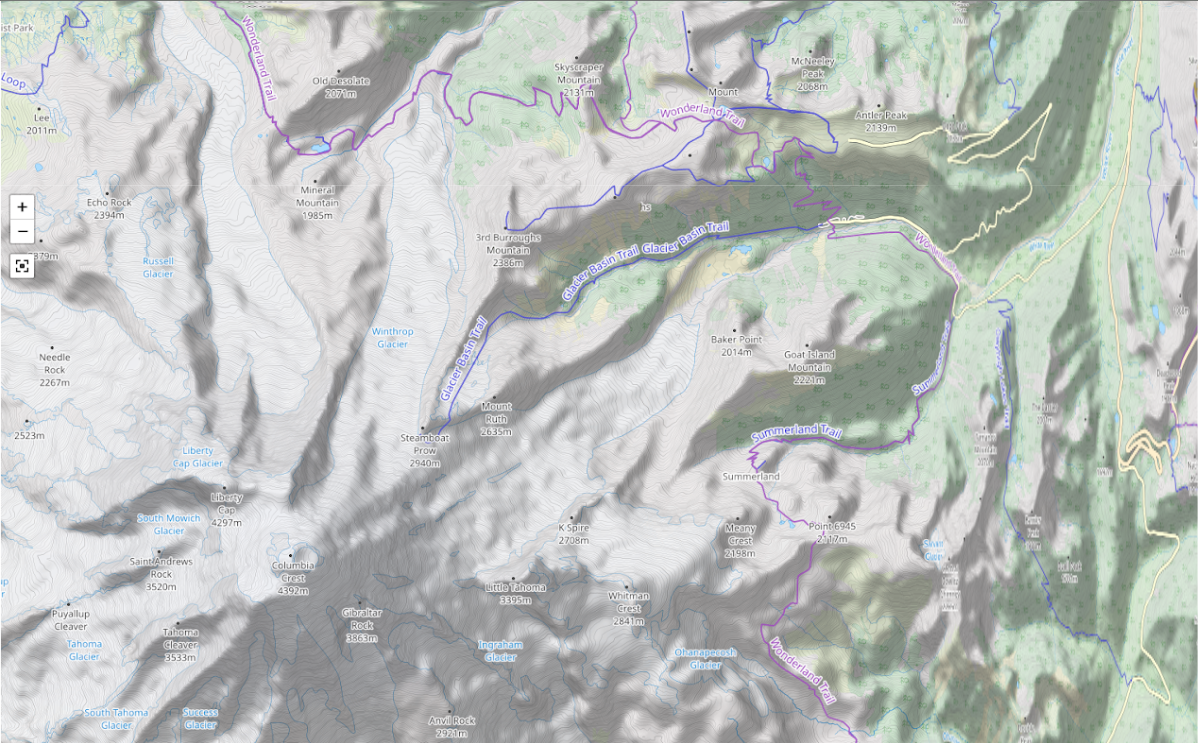 ist Park
Loop
Lee
2011m
Wonderland Trail
Old Desolate
2071m
Skyscraper
Mountain
2131m
McNeeley
Peak
2068m
Mount
Wonderland Trail
Antler Peak
2139m
Echo Rock
2394m
Mineral
Mountain
1985m
+
−
879m
Russell
Glacier
3rd Burroughs
Mountain
2386m
hs
Glacier Basin Trail
Glacier Basin Trail
Wo
Winthrop
Glacier
Glacier Basin Trail
Needle
Rock
2267m
Baker Point
2014m
Goat Island
Mountain
2221m
Mount
Ruth
2635m
2523m
Steamboat
Prow
2940m
Summerland Trail
Summerland
Liberty
Cap Glacier
Liberty
Cap
4297m
South Mowich
Glacier
K Spire
2708m
Meany
Crest
2198m
Point 6945
2117m
Saint Andrews
Rock
3520m
Columbia
Crest
4392m
Little Tahoma
3395m
Whitman
Crest
2841m
Puyallup
Cleaver
Gibraltar
Rock
3863m
Tahoma
Glacier
Tahoma
Cleaver
3533m
Ingraham
Glacier
Ohanapecosh
Glacier
Wonderland Trail
South Tahoma
Glacier
Success
Glacier
Anvil Rock
2921m